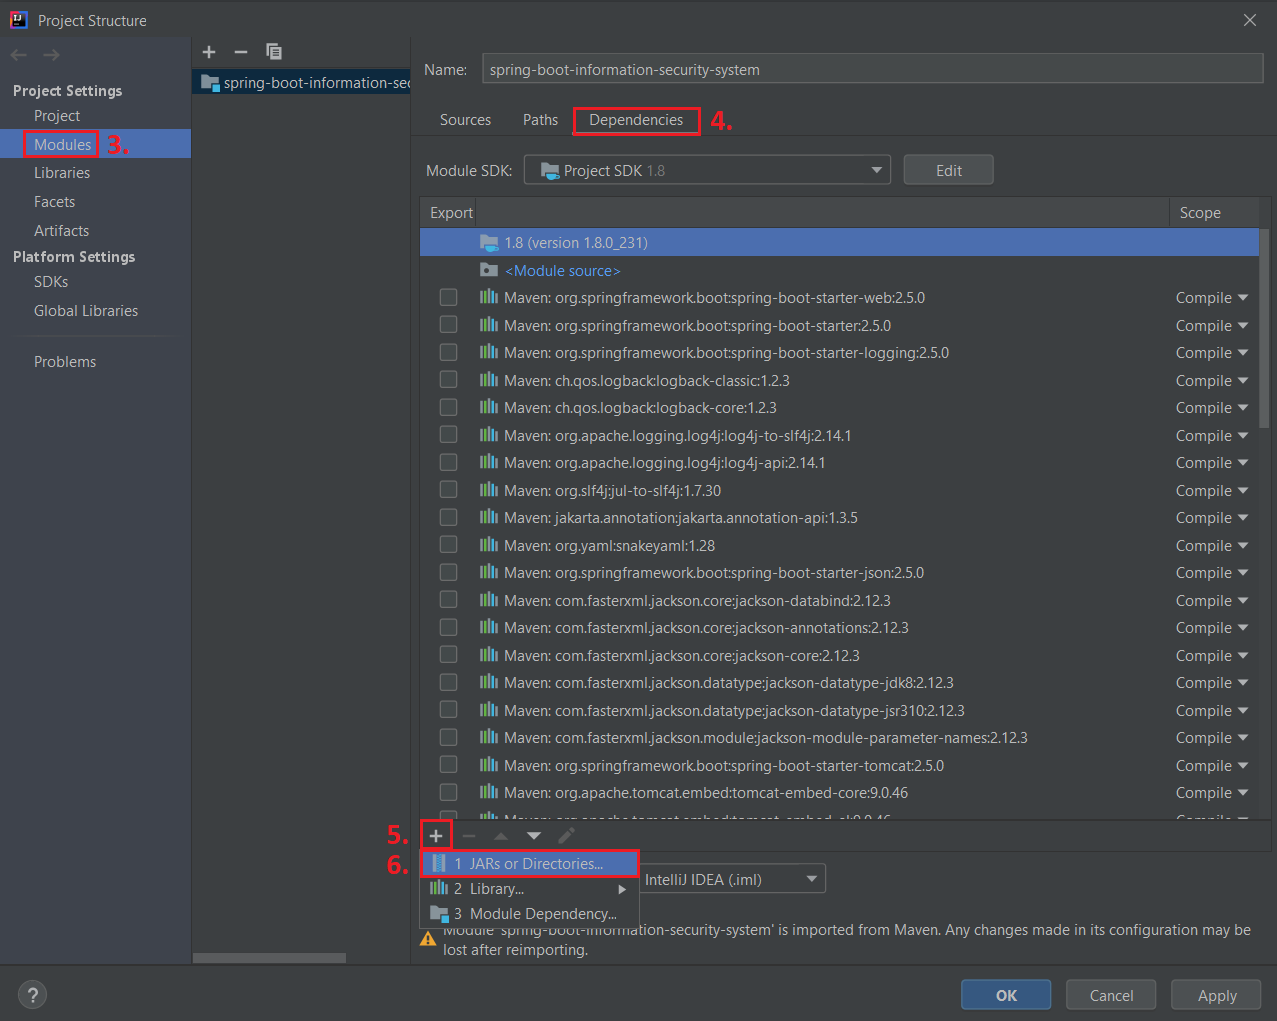 Project Structure
Project Settings
Project
Modules
3.
Libraries
Facets
Artifacts
Platform Settings
SDKs
Global Libraries
Problems
spring-boot-information-sec
Name: spring-boot-information-security-system
Sources Paths Dependencies 4.
Module SDK: Project SDK 1.8 Edit
Export Scope
1.8 (version 1.8.0_231)
<Module source>
Maven: org.springframework.boot:spring-boot-starter-web:2.5.0 Compile
Maven: org.springframework.boot:spring-boot-starter:2.5.0 Compile
Maven: org.springframework.boot:spring-boot-starter-logging:2.5.0 Compile
Maven: ch.qos.logback:logback-classic:1.2.3 Compile
Maven: ch.qos.logback:logback-core:1.2.3 Compile
Maven: org.apache.logging.log4j:log4j-to-slf4j:2.14.1 Compile
Maven: org.apache.logging.log4j:log4j-api:2.14.1 Compile
Maven: org.slf4j:jul-to-slf4j:1.7.30 Compile
Maven: jakarta.annotation:jakarta.annotation-api:1.3.5 Compile
Maven: org.yaml:snakeyaml:1.28 Compile
Maven: org.springframework.boot:spring-boot-starter-json:2.5.0 Compile
Maven: com.fasterxml.jackson.core:jackson-databind:2.12.3 Compile
Maven: com.fasterxml.jackson.core:jackson-annotations:2.12.3 Compile
Maven: com.fasterxml.jackson.core:jackson-core:2.12.3 Compile
Maven: com.fasterxml.jackson.datatype:jackson-datatype-jdk8:2.12.3 Compile
Maven: com.fasterxml.jackson.datatype:jackson-datatype-jsr310:2.12.3 Compile
Maven: com.fasterxml.jackson.module:jackson-module-parameter-names:2.12.3 Compile
Maven: org.springframework.boot:spring-boot-starter-tomcat:2.5.0 Compile
Maven: org.apache.tomcat.embed:tomcat-embed-core:9.0.46 Compile
5.
6. 1 JARs or Directories...
2 Library...
3 Module Dependency...
IntelliJ IDEA (.iml)
Module 'spring-boot-information-security-system' is imported from Maven. Any changes made in its configuration may be
lost after reimporting.
? OK Cancel Apply